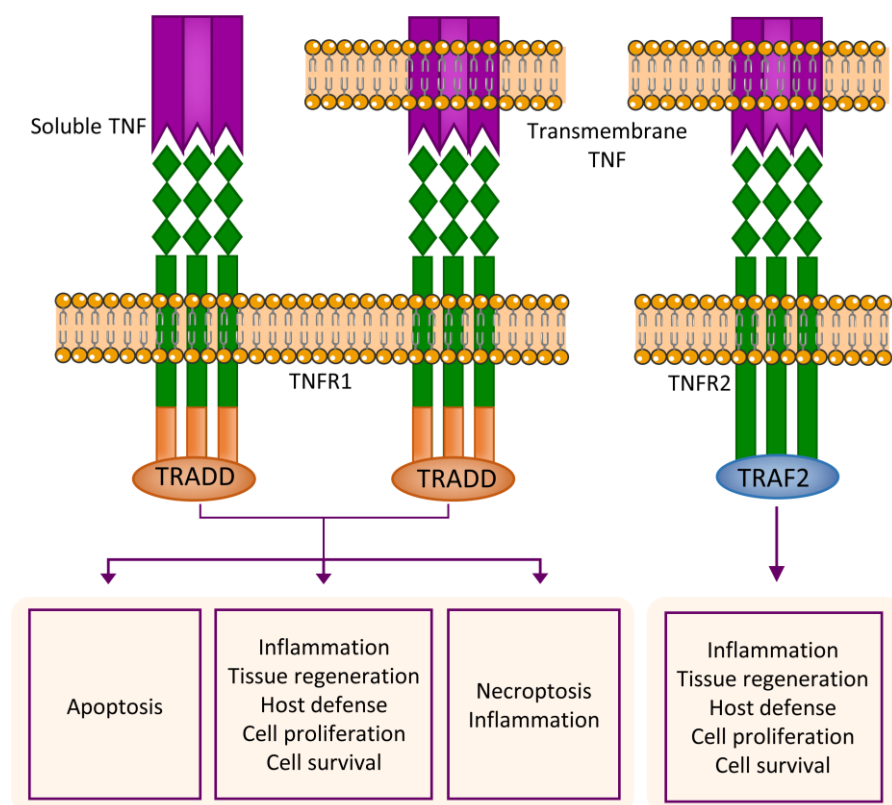 Soluble TNF
Transmembrane
TNF
TNFR1
TNFR2
TRADD
TRADD
TRAF2
Apoptosis
Inflammation
Tissue regeneration
Host defense
Cell proliferation
Cell survival
Necroptosis
Inflammation
Inflammation
Tissue regeneration
Host defense
Cell proliferation
Cell survival